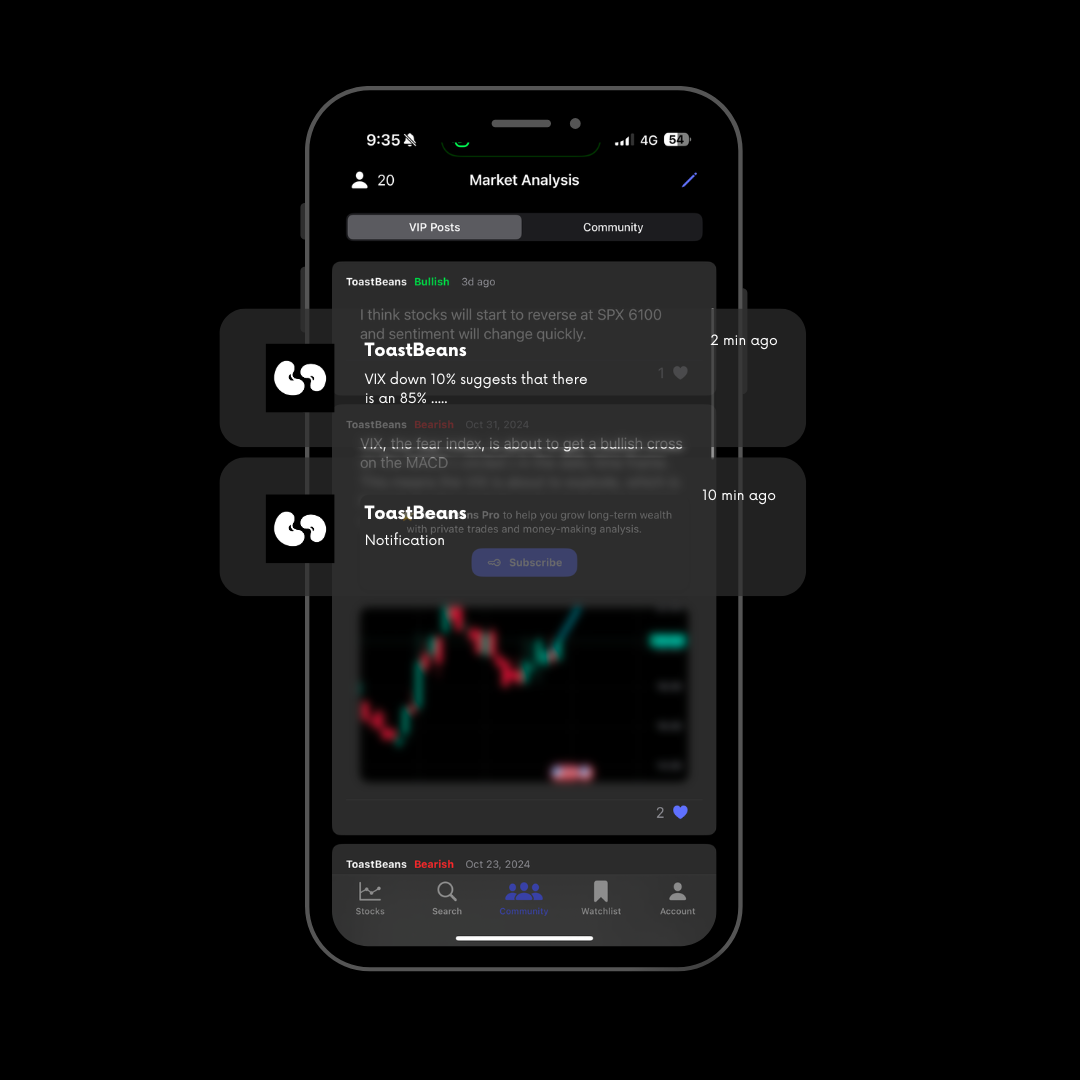 9:35
4G
54
20
Market Analysis
VIP Posts
Community
ToastBeans Bullish 3d ago
I think stocks will start to reverse at SPX 6100
and sentiment will change quickly.
1
ToastBeans
2 min ago
VIX down 10% suggests that there
is an 85% .....
ToastBeans Bearish Oct 31, 2024
VIX, the fear index, is about to get a bullish cross
on the MACD
ToastBeans
10 min ago
Notification
Pro to help you grow long-term wealth
with private trades and money-making analysis.
Subscribe
2
ToastBeans Bearish Oct 23, 2024
Stocks
Search
Community
Watchlist
Account